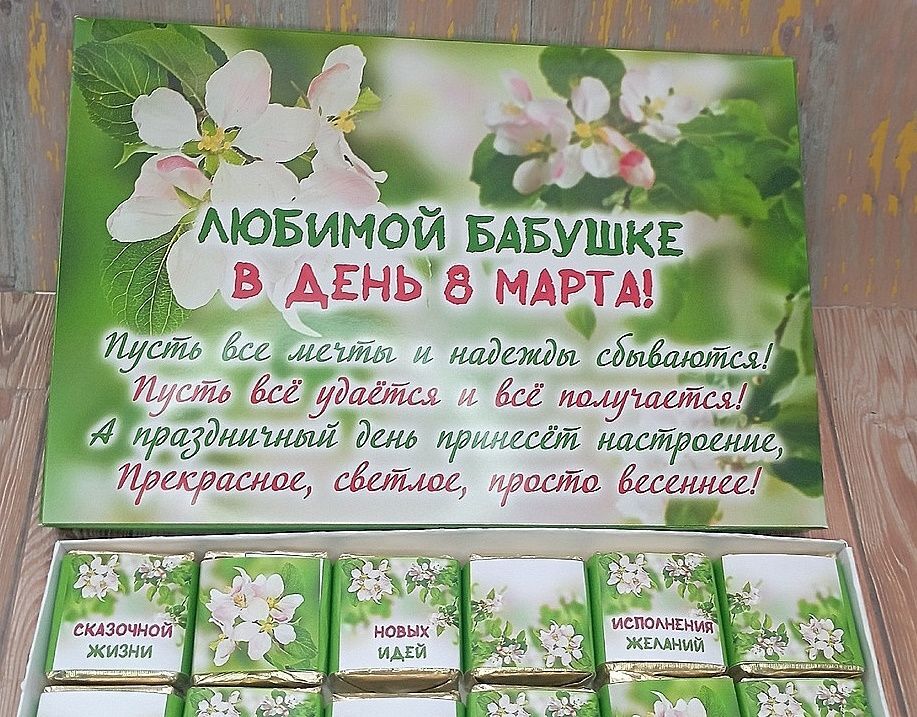 ЛЮБИМОЙ БАБУШКЕ
В ДЕНЬ 8 МАРТА!
Пусть все мечты и надежды сбываются!
Пусть всё удаётся и всё получается!
А праздничный день принесёт настроение,
Прекрасное, светлое, просто весеннее!
СКАЗОЧНОЙ
ЖИЗНИ
НОВЫХ
ИДЕЙ
ИСПОЛНЕНИЯ
ЖЕЛАНИЙ